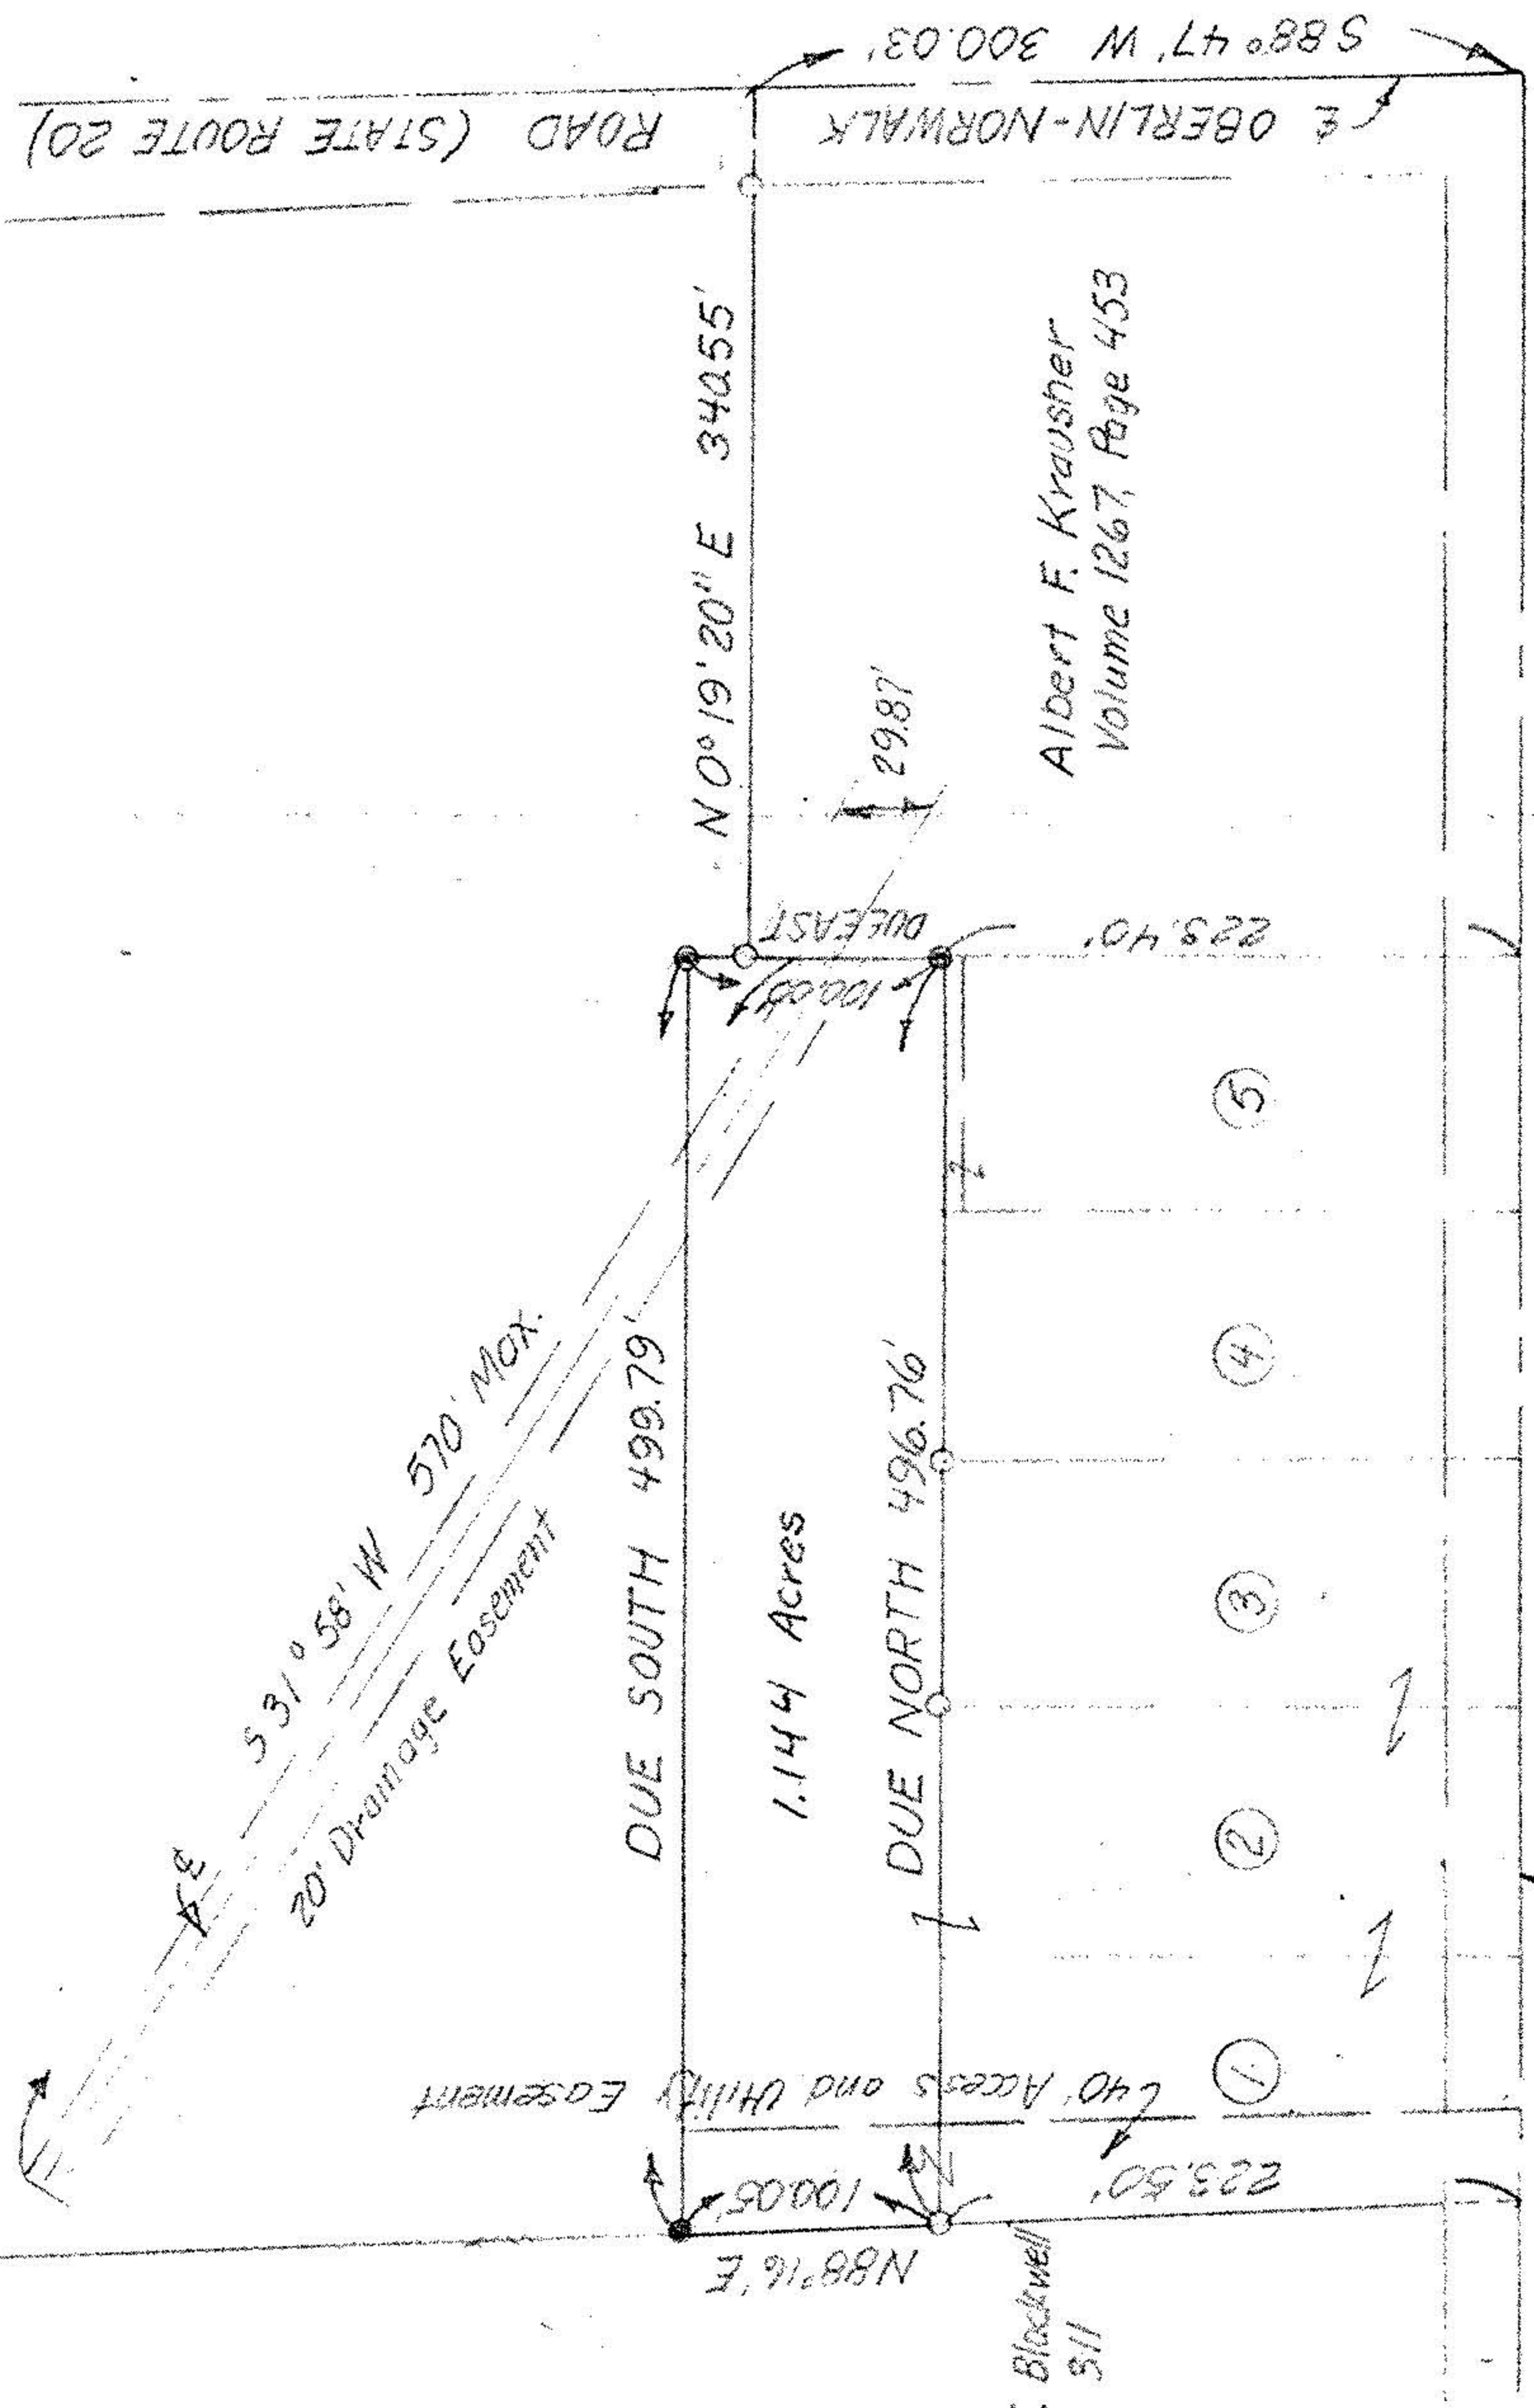 S 88° 47' W 300.03'
℄ OBERLIN-NORWALK ROAD (STATE ROUTE 20)
N 0° 19' 20" E 340.55'
Albert F. Krausher
Volume 1267, Page 453
29.87'
DUE EAST
100.00'
223.40'
S 31° 58' W 570' Max.
20' Drainage Easement
℄
DUE SOUTH 499.79'
1.144 Acres
DUE NORTH 496.76'
5
4
3
2
1
40' Access and Utility Easement
100.05'
N88°16'E
223.50'
Blackwell
511